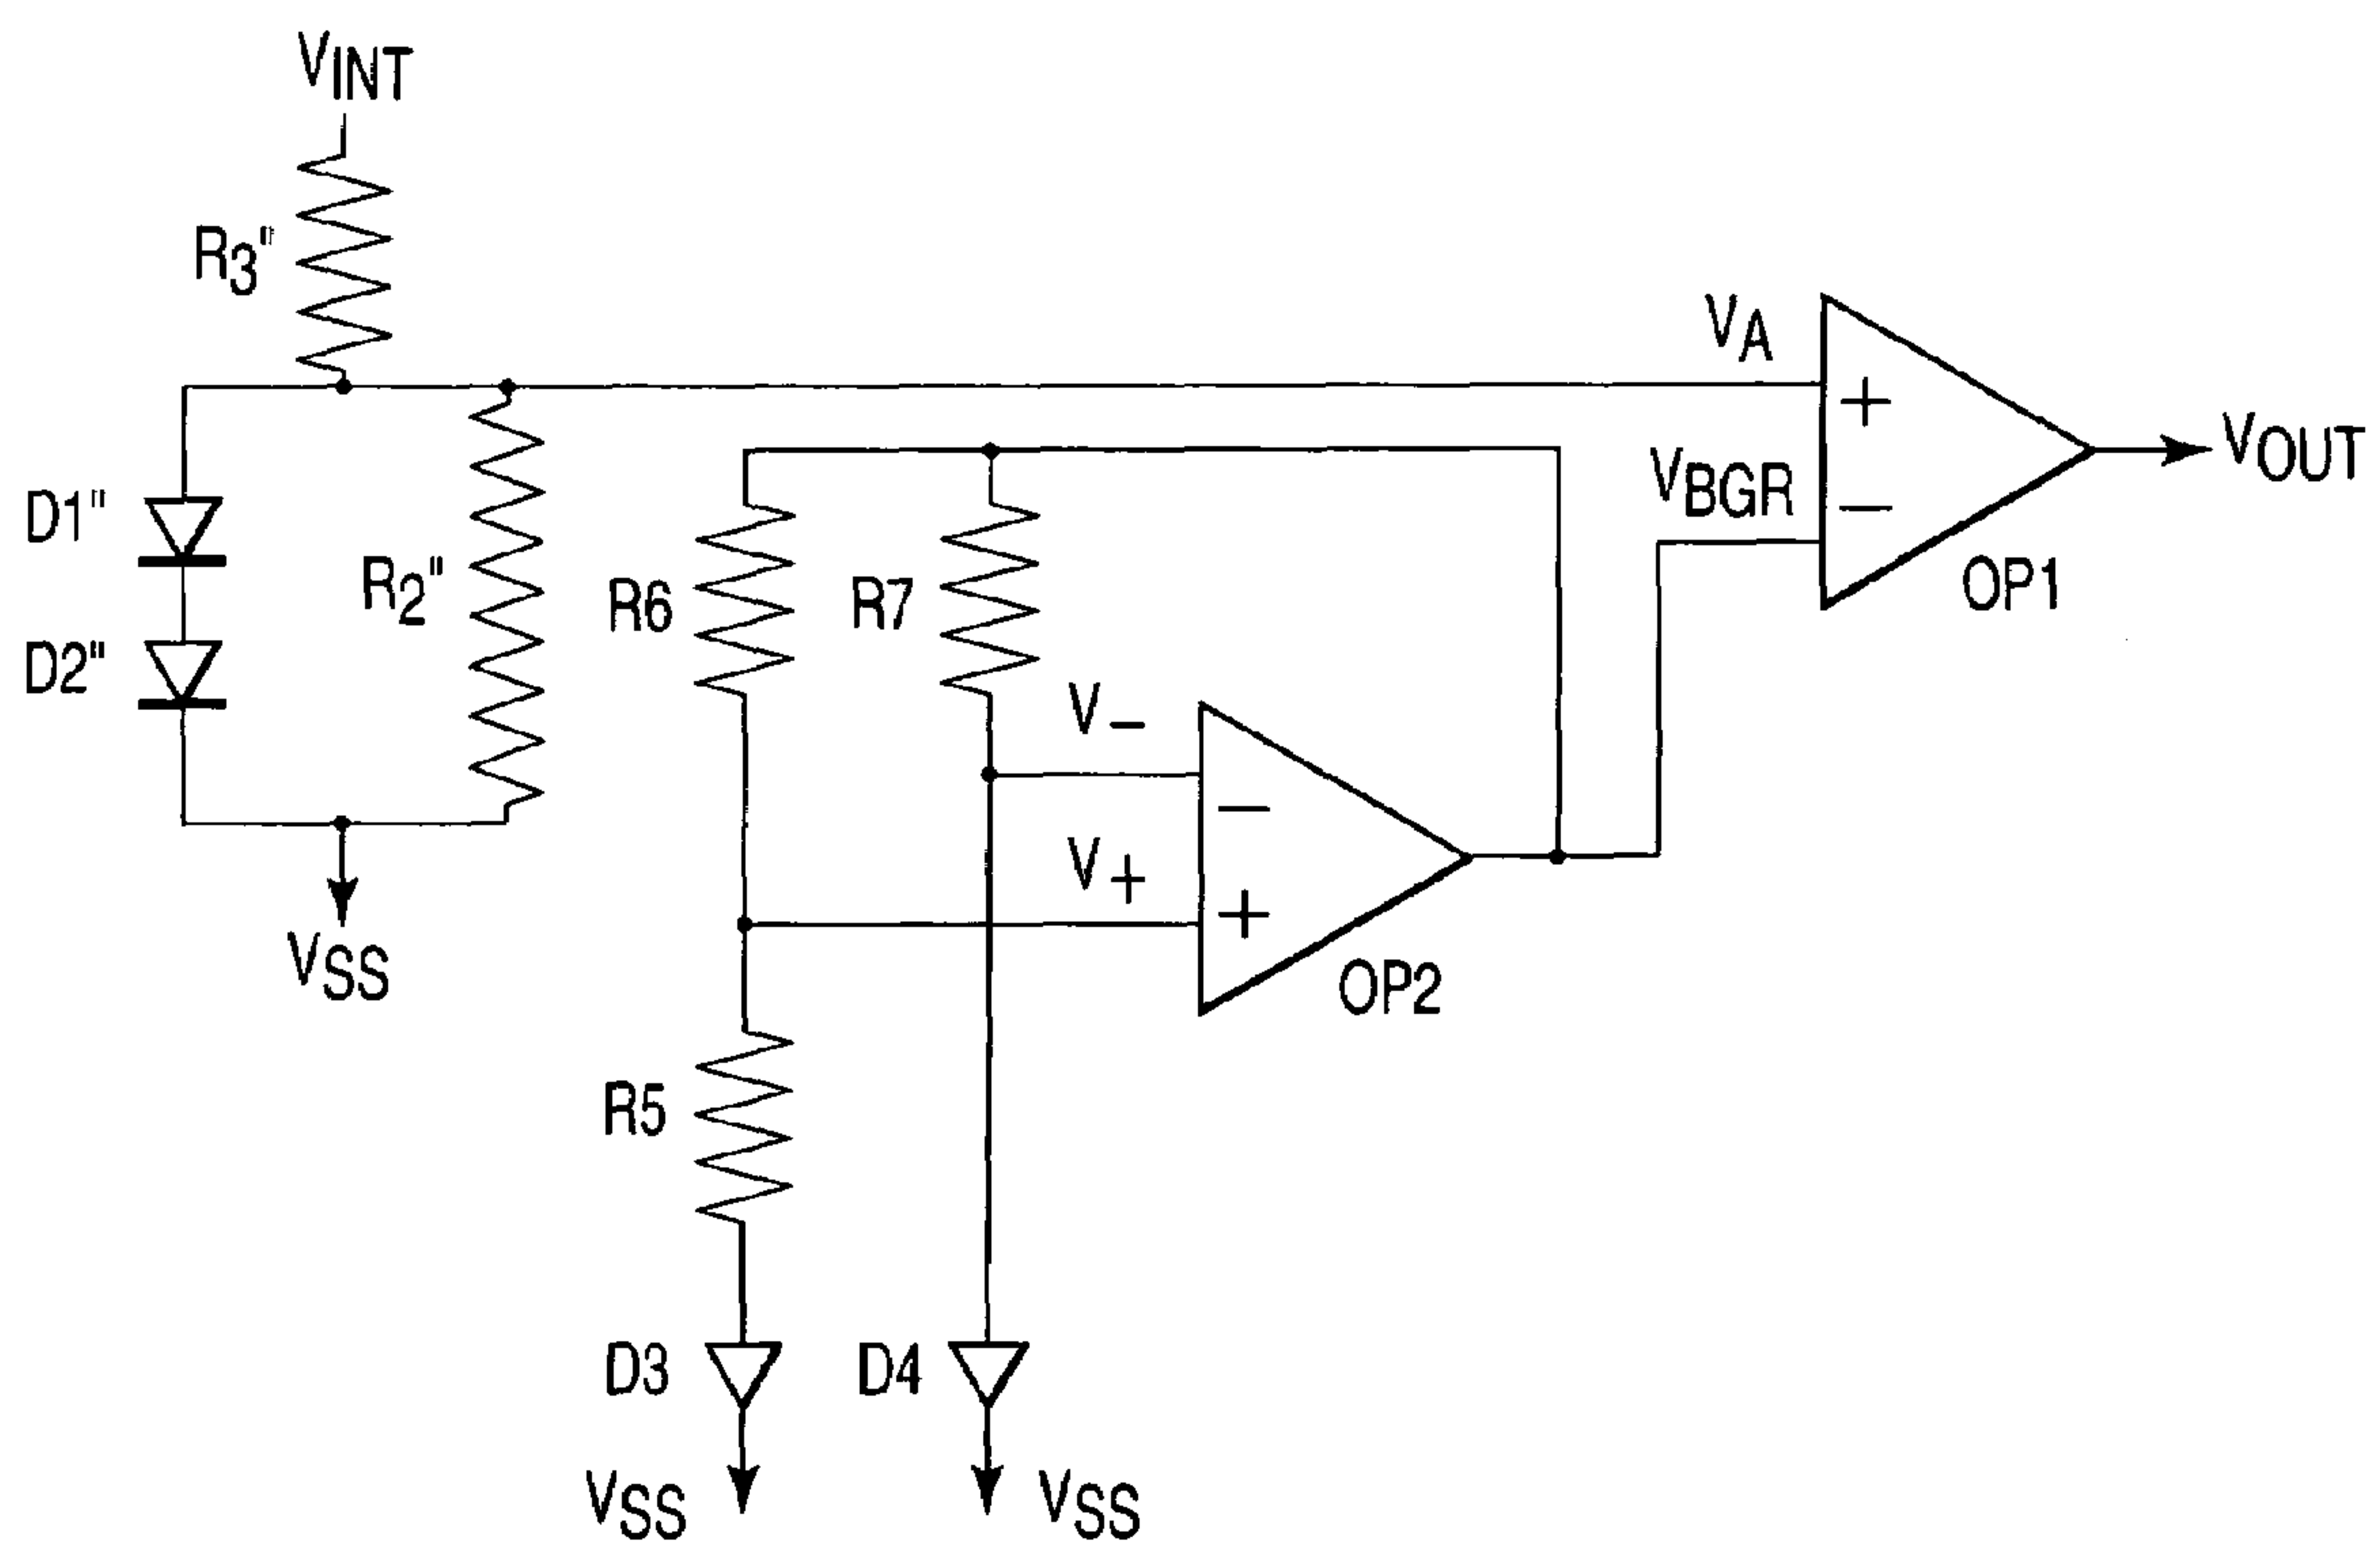 VINT
R3"
VA
+
VOUT
VBGR
−
D1"
R2"
R6
R7
OP1
D2"
V−
−
V+
+
VSS
OP2
R5
D3
D4
VSS
VSS